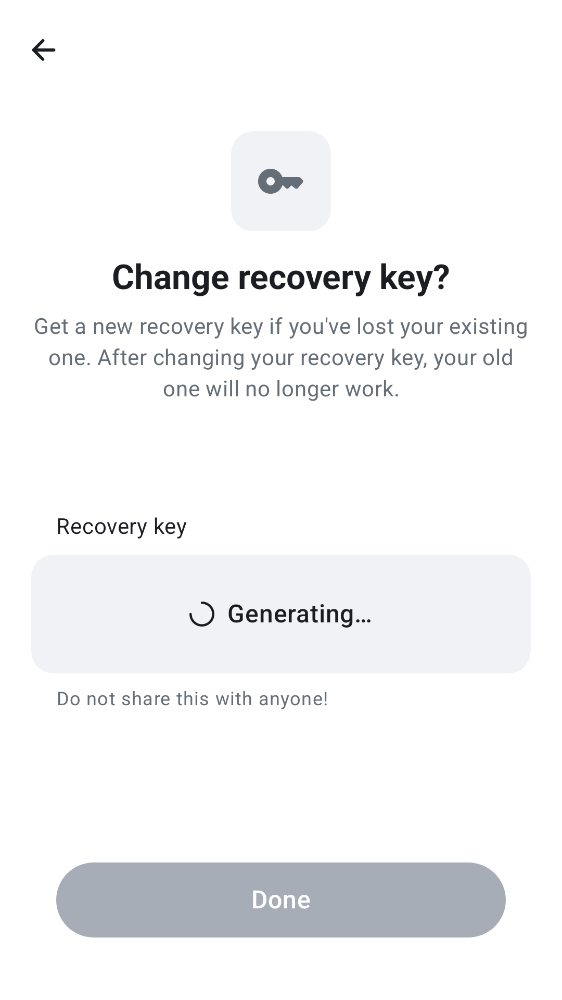 Change recovery key?
Get a new recovery key if you've lost your existing
one. After changing your recovery key, your old
one will no longer work.
Recovery key
Generating…
Do not share this with anyone!
Done